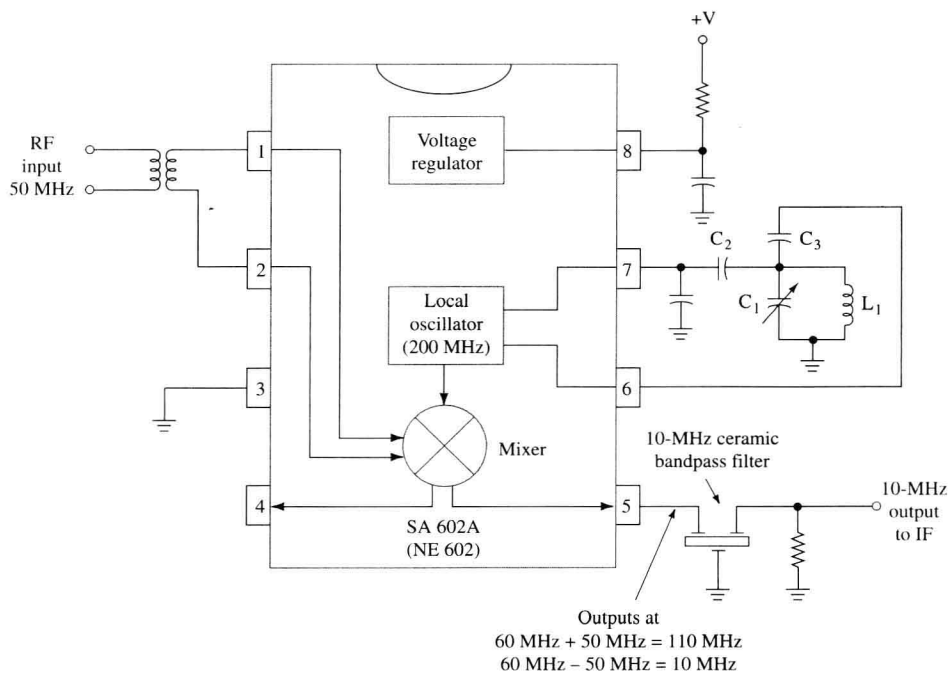 +V
RF
input
50 MHz
1
Voltage
regulator
8
C2
C3
2
7
Local
oscillator
(200 MHz)
C1
L1
3
6
Mixer
10-MHz ceramic
bandpass filter
4
5
10-MHz
output
to IF
SA 602A
(NE 602)
Outputs at
60 MHz + 50 MHz = 110 MHz
60 MHz – 50 MHz = 10 MHz